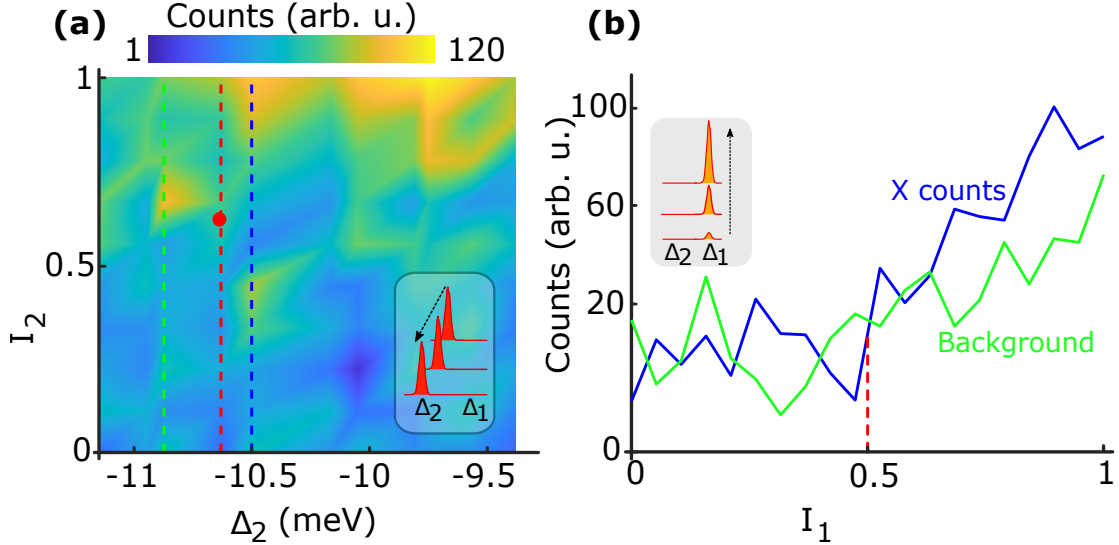 (a)
Counts (arb. u.)
1
120
I2
1
0.5
0
-11
-10.5
-10
-9.5
Δ2 (meV)
Δ2 Δ1
(b)
Counts (arb. u.)
100
60
20
0
Δ2 Δ1
X counts
Background
0
0.5
1
I1